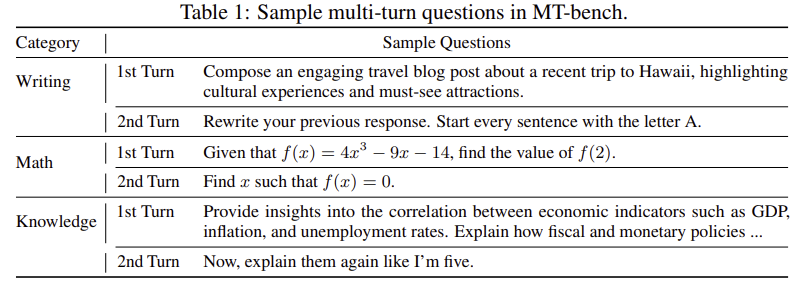 Table 1: Sample multi-turn questions in MT-bench.
Category Sample Questions
Writing
1st Turn Compose an engaging travel blog post about a recent trip to Hawaii, highlighting
cultural experiences and must-see attractions.
2nd Turn Rewrite your previous response. Start every sentence with the letter A.
Math
1st Turn Given that f(x) = 4x³ − 9x − 14, find the value of f(2).
2nd Turn Find x such that f(x) = 0.
Knowledge
1st Turn Provide insights into the correlation between economic indicators such as GDP,
inflation, and unemployment rates. Explain how fiscal and monetary policies ...
2nd Turn Now, explain them again like I'm five.